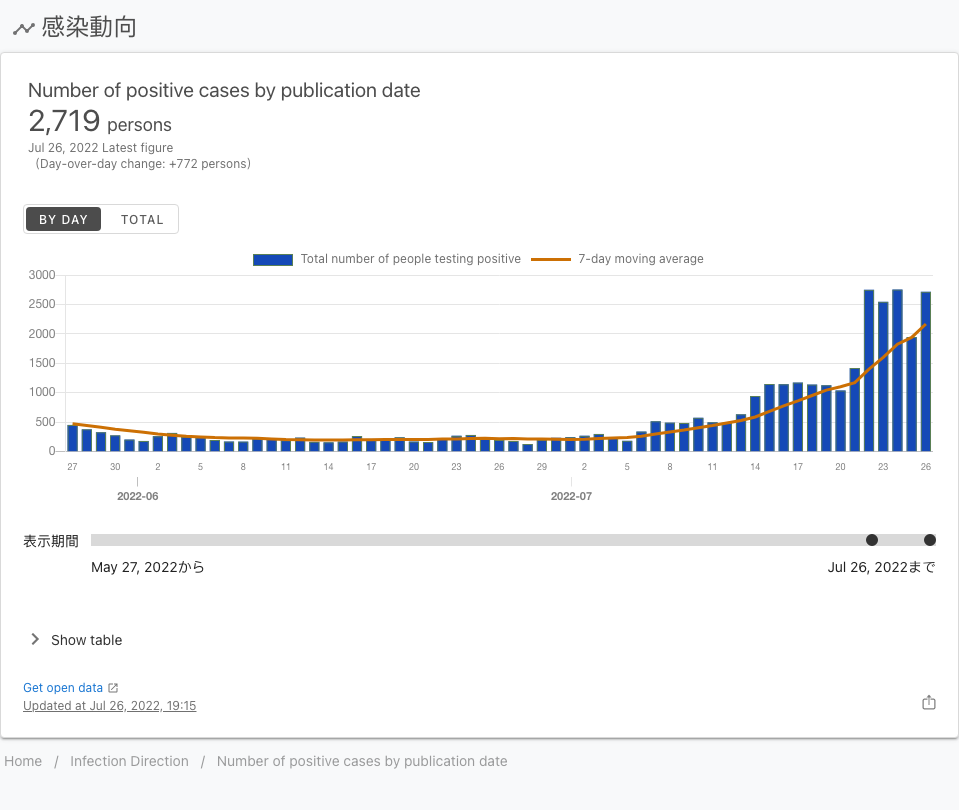 感染動向
Number of positive cases by publication date
2,719 persons
Jul 26, 2022 Latest figure
(Day-over-day change: +772 persons)
BY DAY TOTAL
Total number of people testing positive 7-day moving average
3000
2500
2000
1500
1000
500
0
27 30 2 5 8 11 14 17 20 23 26 29 2 5 8 11 14 17 20 23 26
2022-06 2022-07
表示期間
May 27, 2022から Jul 26, 2022まで
Show table
Get open data
Updated at Jul 26, 2022, 19:15
Home / Infection Direction / Number of positive cases by publication date